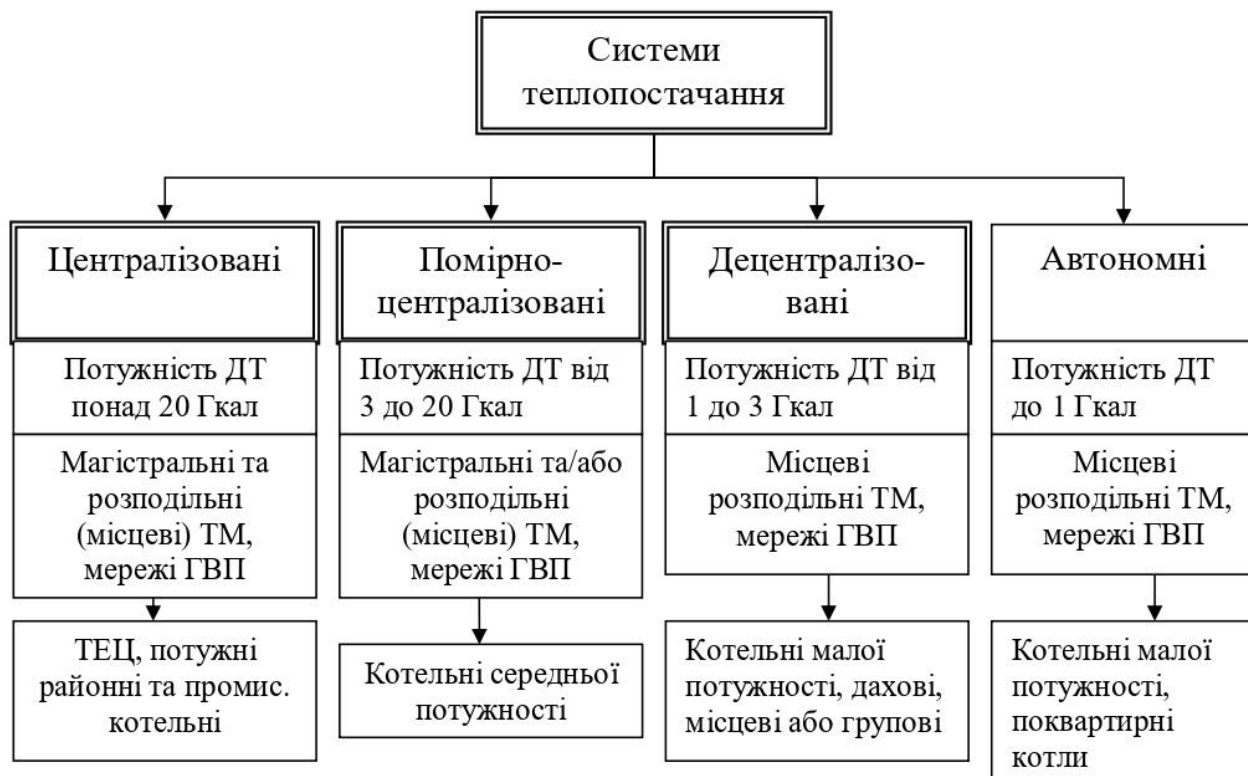 Системи
теплопостачання
Централізовані
Потужність ДТ
понад 20 Гкал
Магістральні та
розподільні
(місцеві) ТМ,
мережі ГВП
ТЕЦ, потужні
районні та промис.
котельні
Помірно-
централізовані
Потужність ДТ від
3 до 20 Гкал
Магістральні та/або
розподільні
(місцеві) ТМ,
мережі ГВП
Котельні середньої
потужності
Децентралізо-
вані
Потужність ДТ від
1 до 3 Гкал
Місцеві
розподільні ТМ,
мережі ГВП
Котельні малої
потужності, дахові,
місцеві або групові
Автономні
Потужність ДТ
до 1 Гкал
Місцеві
розподільні ТМ,
мережі ГВП
Котельні малої
потужності,
поквартирні
котли